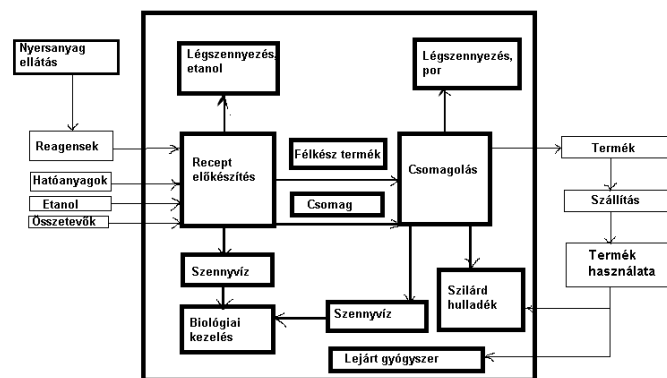 Nyersanyag
ellátás
Légszennyezés,
etanol
Légszennyezés,
por
Reagensek
Hatóanyagok
Etanol
Összetevők
Recept
előkészítés
Félkész termék
Csomag
Csomagolás
Termék
Szállítás
Termék
használata
Szennyvíz
Biológiai
kezelés
Szennyvíz
Szilárd
hulladék
Lejárt gyógyszer